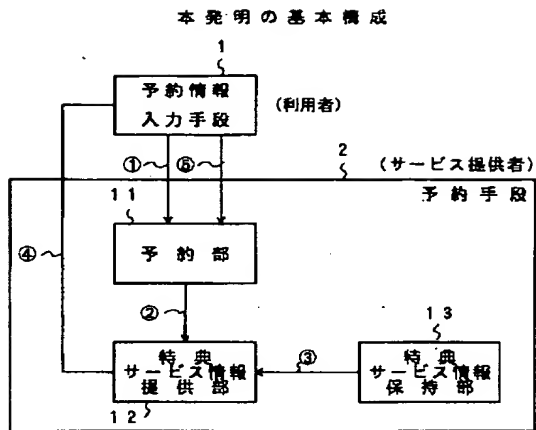 本発明の基本構成
1
予約情報
入力手段
(利用者)
① ⑤
2
(サービス提供者)
予約手段
11
予約部
④
②
13
特典
サービス情報
提供部
③
特典
サービス情報
保持部
12